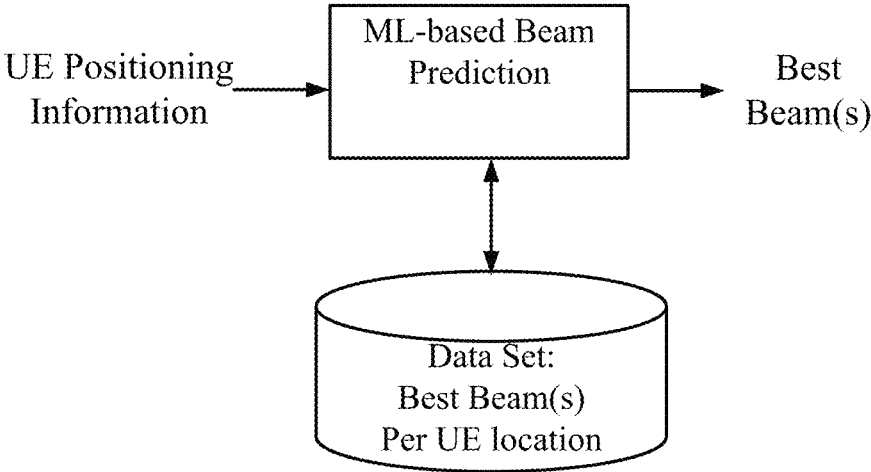 UE Positioning
Information
ML-based Beam
Prediction
Best
Beam(s)
Data Set:
Best Beam(s)
Per UE location